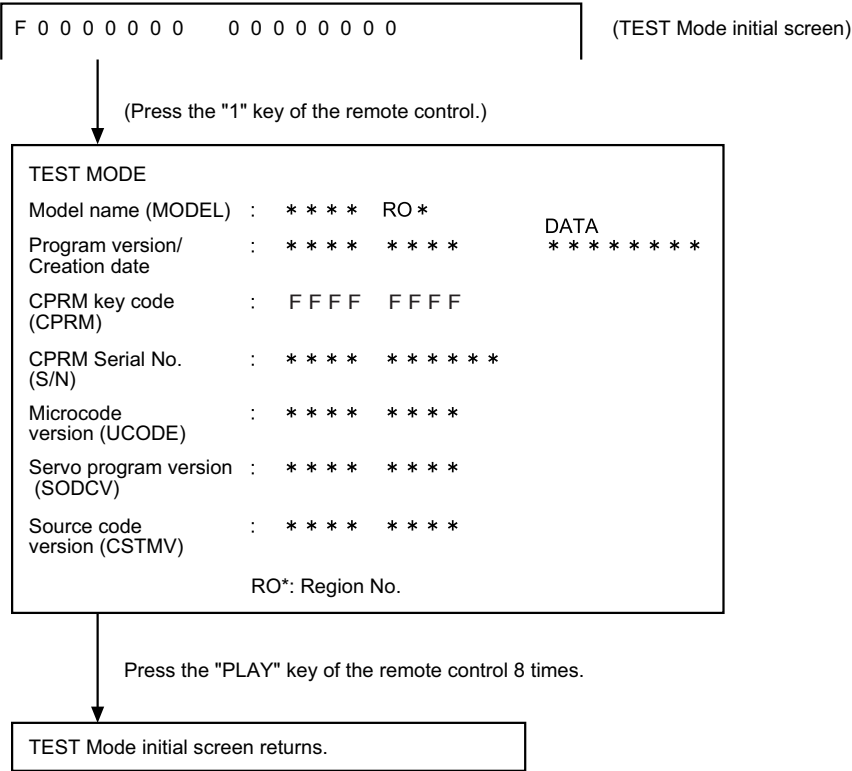 F 0 0 0 0 0 0 0 0 0 0 0 0 0 0 0
(TEST Mode initial screen)
(Press the "1" key of the remote control.)
TEST MODE
Model name (MODEL) : * * * * RO *
DATA
Program version/ : * * * * * * * * * * * * * * * *
Creation date
CPRM key code : F F F F F F F F
(CPRM)
CPRM Serial No. : * * * * * * * * * *
(S/N)
Microcode : * * * * * * * *
version (UCODE)
Servo program version : * * * * * * * *
(SODCV)
Source code : * * * * * * * *
version (CSTMV)
RO*: Region No.
Press the "PLAY" key of the remote control 8 times.
TEST Mode initial screen returns.